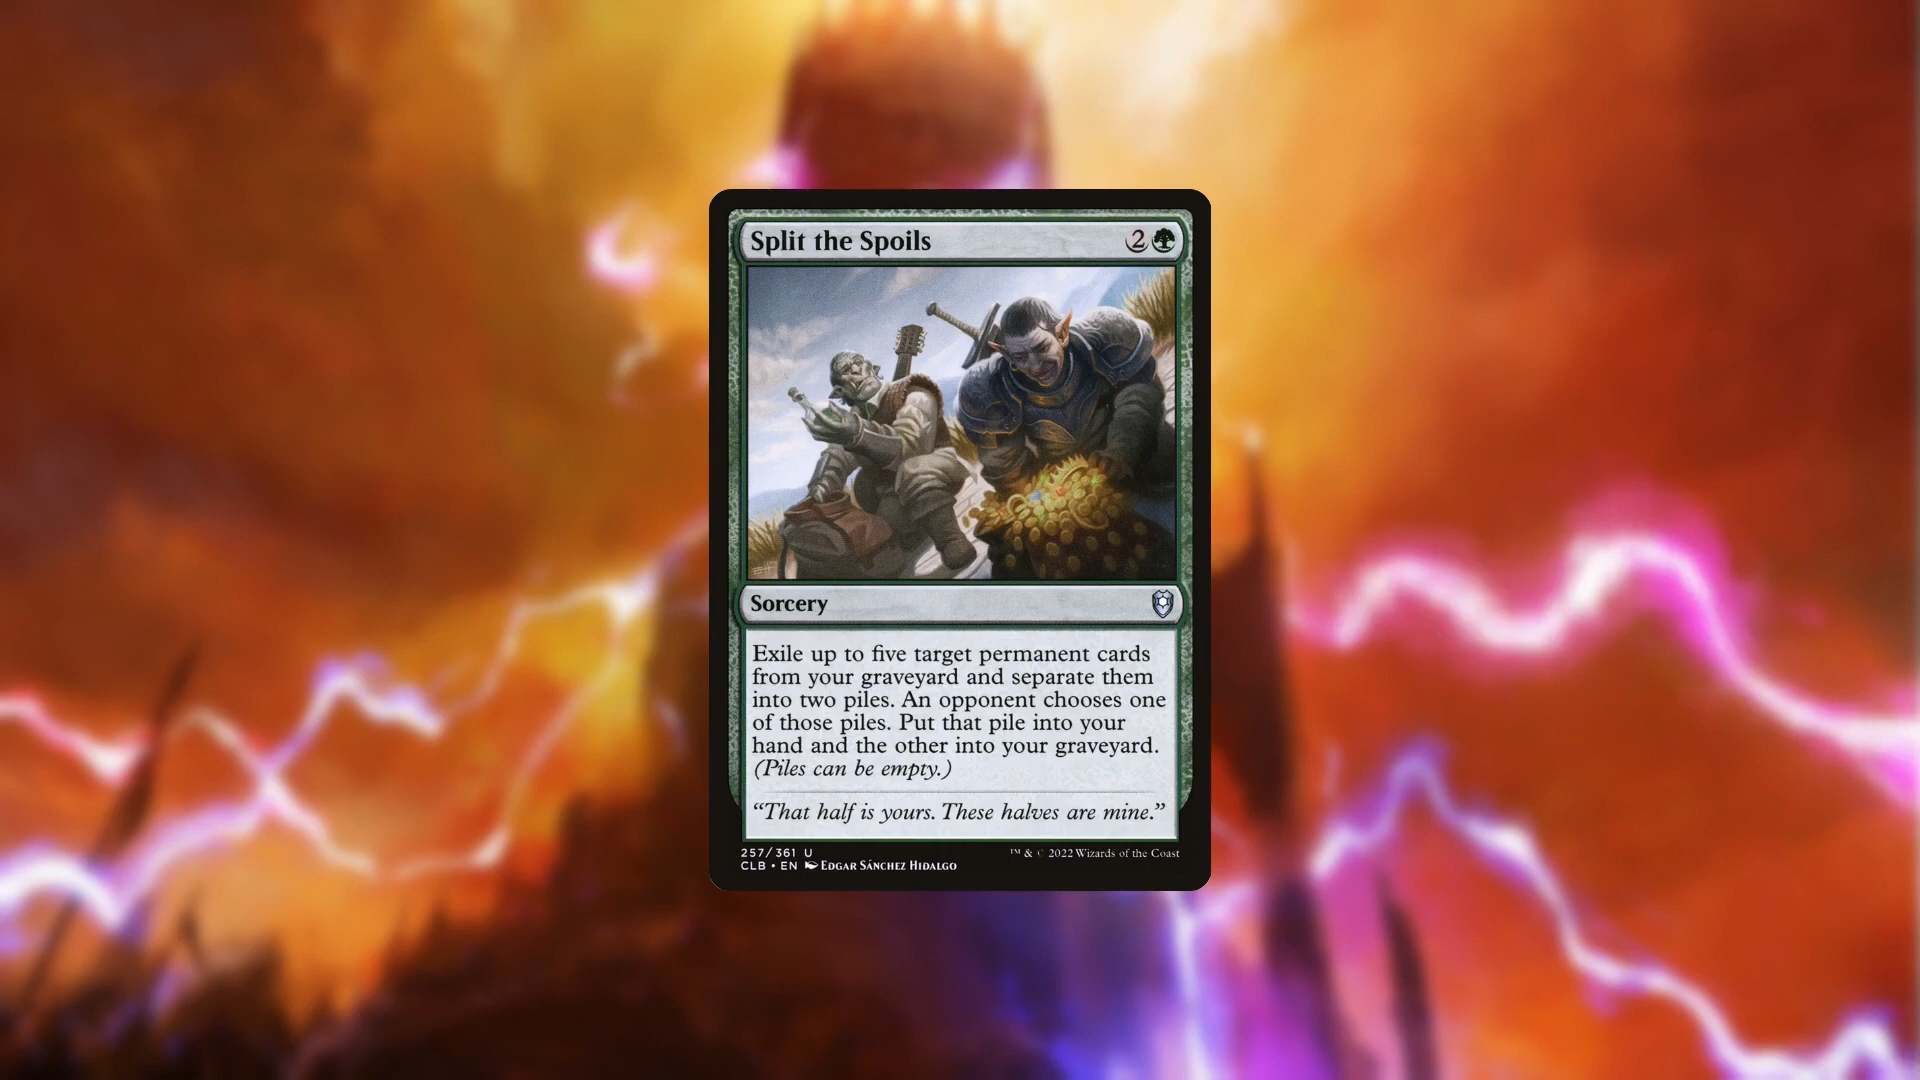 Split the Spoils 2
Sorcery
Exile up to five target permanent cards
from your graveyard and separate them
into two piles. An opponent chooses one
of those piles. Put that pile into your
hand and the other into your graveyard.
(Piles can be empty.)
“That half is yours. These halves are mine.”
257/361 U
CLB • EN Edgar Sánchez Hidalgo
™ & © 2022 Wizards of the Coast